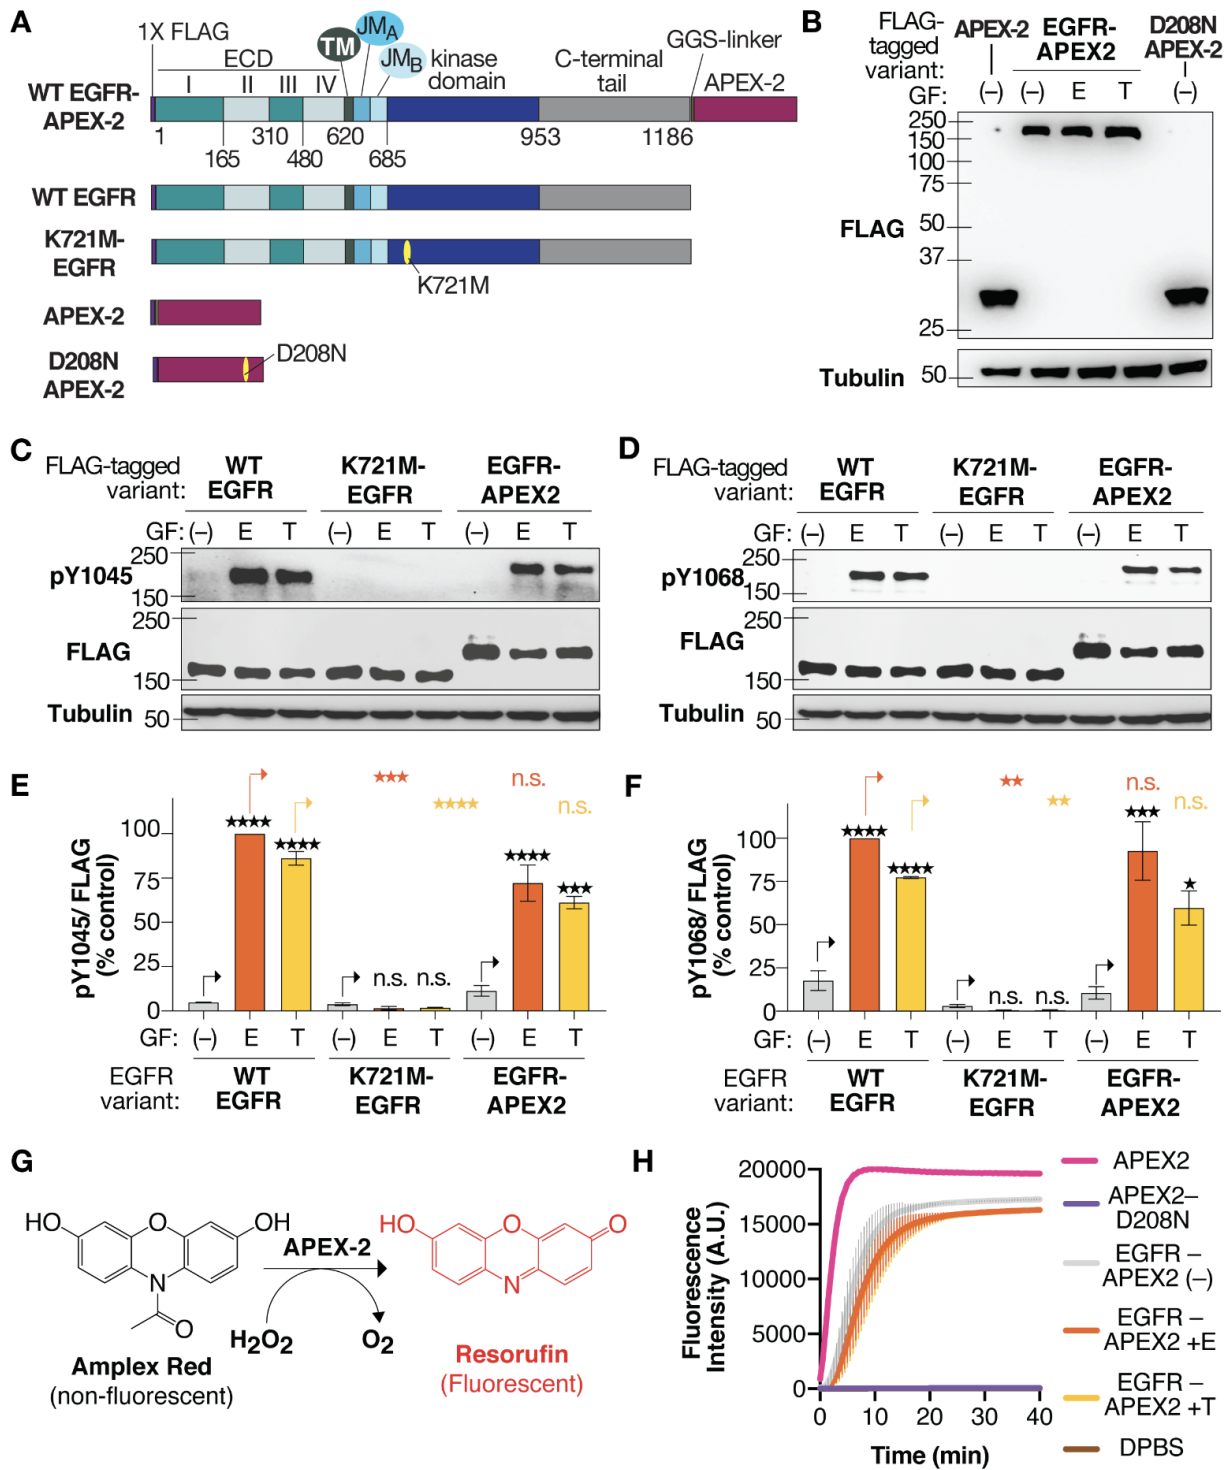 A
1X FLAG
ECD
TM
JMA
JMB
kinase
domain
C-terminal
tail
GGS-linker
APEX-2
I II III IV
WT EGFR-
APEX-2
1 310 620 953 1186
165 480 685
WT EGFR
K721M-
EGFR
K721M
APEX-2
D208N
APEX-2
D208N
B
FLAG-
tagged
variant:
APEX-2
EGFR-
APEX2
D208N
APEX-2
GF: (–) (–) E T (–)
250
150
100
75
50
37
25
FLAG
Tubulin 50
C
FLAG-tagged
variant:
WT
EGFR
K721M-
EGFR
EGFR-
APEX2
GF: (–) E T (–) E T (–) E T
250
pY1045
150
250
FLAG
150
Tubulin 50
D
FLAG-tagged
variant:
WT
EGFR
K721M-
EGFR
EGFR-
APEX2
GF: (–) E T (–) E T (–) E T
250
pY1068
150
250
FLAG
150
Tubulin 50
E
pY1045/ FLAG
(% control)
100
75
50
25
0
★★★ n.s.
★★★★ n.s.
★★★★ ★★★★
n.s. n.s.
★★★★ ★★★
GF: (–) E T (–) E T (–) E T
EGFR
variant:
WT
EGFR
K721M-
EGFR
EGFR-
APEX2
F
pY1068/ FLAG
(% control)
100
75
50
25
0
★★ n.s.
★★ n.s.
★★★★ ★★★★
n.s. n.s.
★★★ ★
GF: (–) E T (–) E T (–) E T
EGFR
variant:
WT
EGFR
K721M-
EGFR
EGFR-
APEX2
G
HO O OH
N
O
Amplex Red
(non-fluorescent)
APEX-2
H2O2 O2
HO O O
N
Resorufin
(Fluorescent)
H
Fluorescence
Intensity (A.U.)
20000
15000
10000
5000
0
0 10 20 30 40
Time (min)
APEX2
APEX2–
D208N
EGFR –
APEX2 (–)
EGFR –
APEX2 +E
EGFR –
APEX2 +T
DPBS